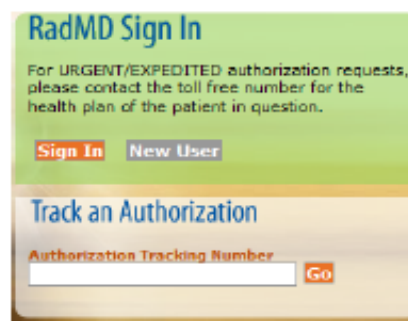 RadMD Sign In
For URGENT/EXPEDITED authorization requests,
please contact the toll free number for the
health plan of the patient in question.
Sign In New User
Track an Authorization
Authorization Tracking Number
Go